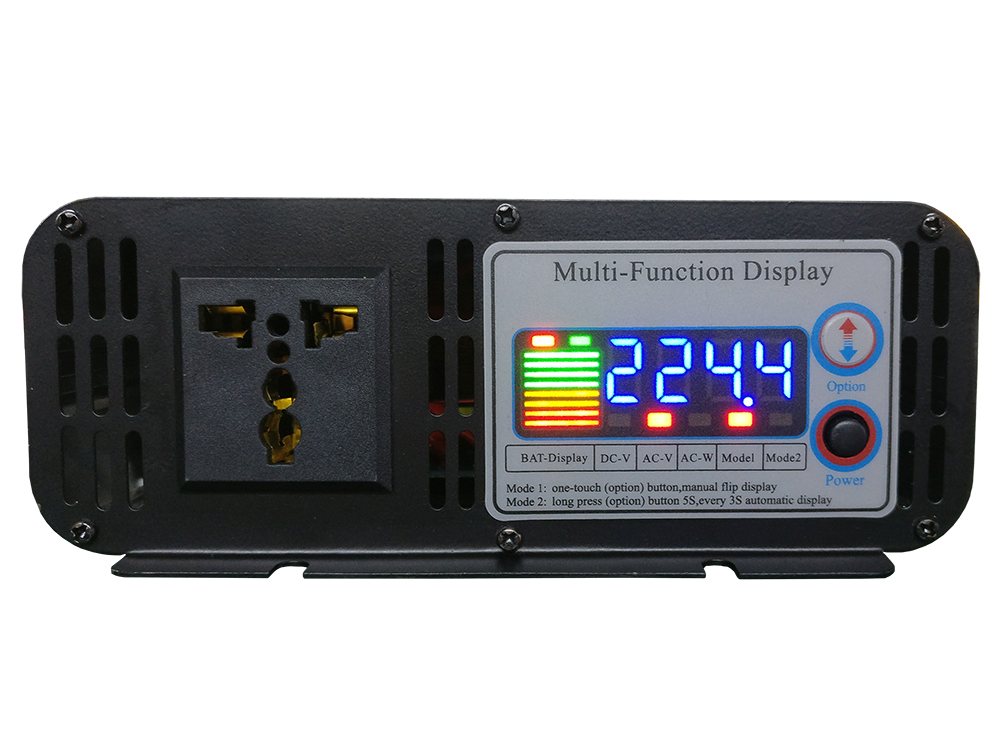 Multi-Function Display
224.4
Option
BAT-Display DC-V AC-V AC-W Model Mode2
Power
Mode 1: one-touch (option) button,manual flip display
Mode 2: long press (option) button 5S,every 3S automatic display